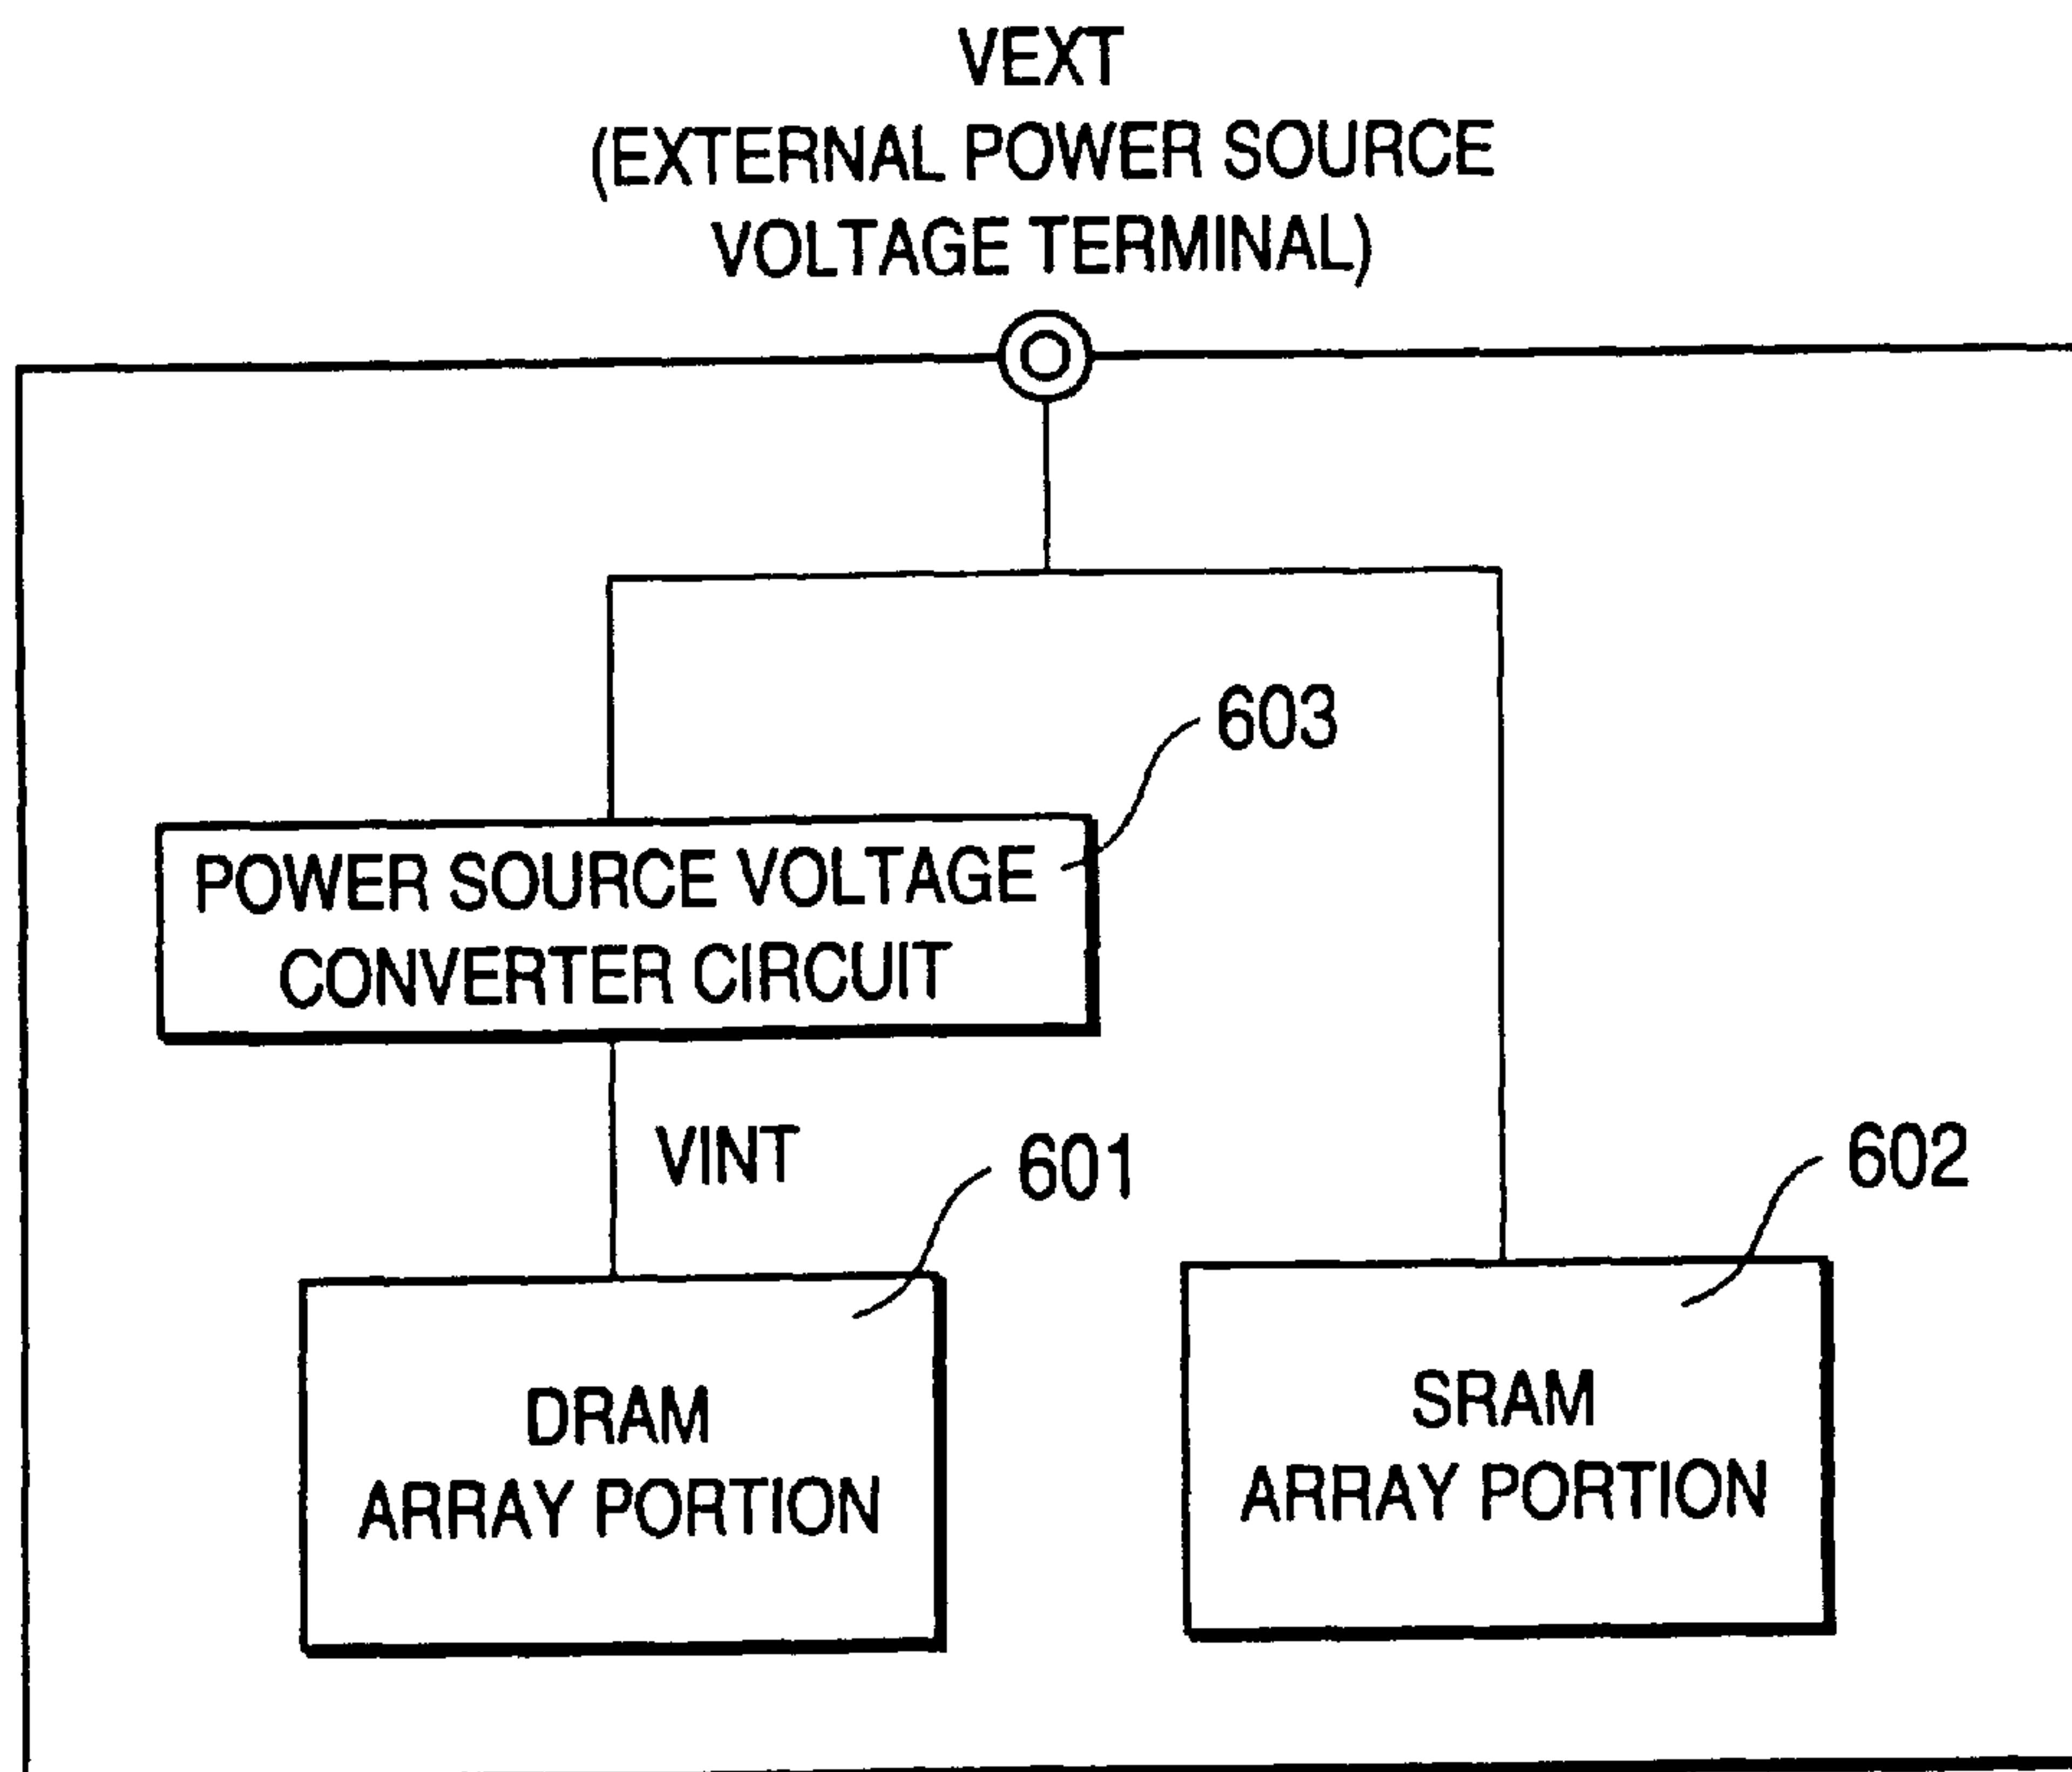 VEXT
(EXTERNAL POWER SOURCE
VOLTAGE TERMINAL)
603
POWER SOURCE VOLTAGE
CONVERTER CIRCUIT
VINT
601
602
DRAM
ARRAY PORTION
SRAM
ARRAY PORTION